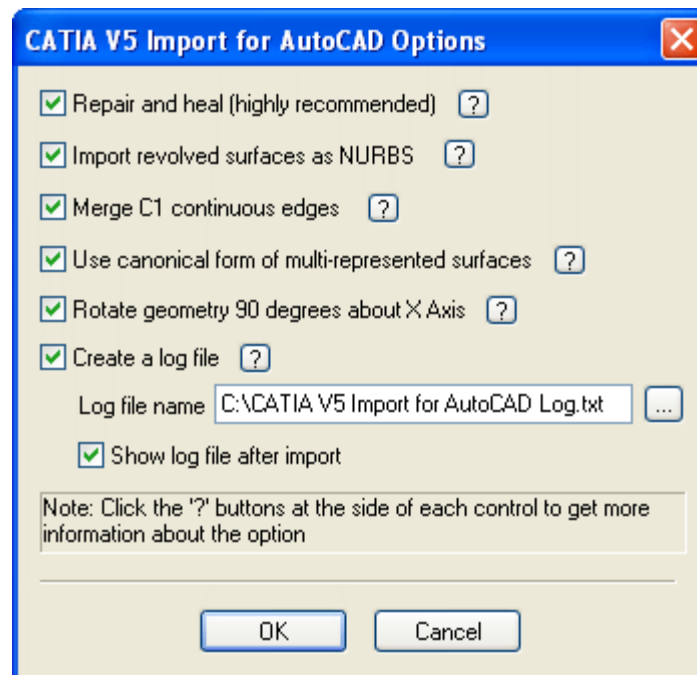 CATIA V5 Import for AutoCAD Options
Repair and heal (highly recommended) ?
Import revolved surfaces as NURBS ?
Merge C1 continuous edges ?
Use canonical form of multi-represented surfaces ?
Rotate geometry 90 degrees about X Axis ?
Create a log file ?
Log file name C:\CATIA V5 Import for AutoCAD Log.txt ...
Show log file after import
Note: Click the '?' buttons at the side of each control to get more
information about the option
OK Cancel